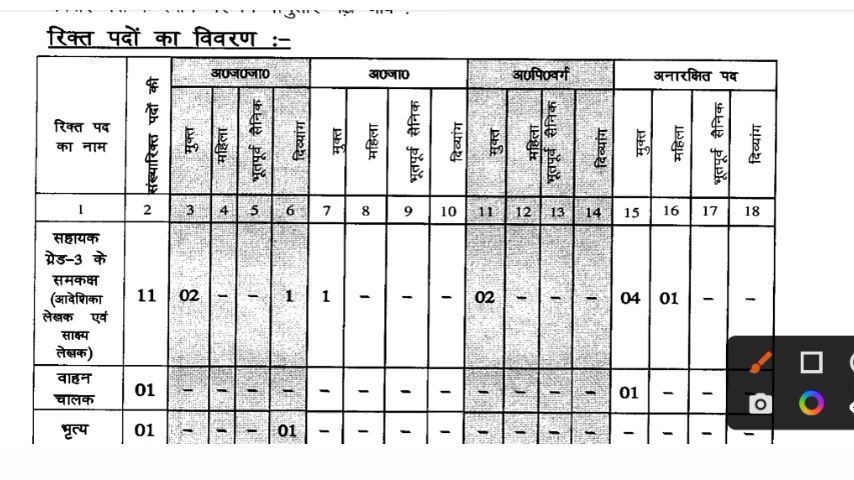 रिक्त पदों का विवरण :–
रिक्त पद का नाम | संख्यारिक्त पदों की | अ0ज0जा0 | अ0जा0 | अ0पि0वर्ग | अनारक्षित पद
मुक्त | महिला | भूतपूर्व सैनिक | दिव्यांग | मुक्त | महिला | भूतपूर्व सैनिक | दिव्यांग | मुक्त | महिला | भूतपूर्व सैनिक | दिव्यांग | मुक्त | महिला | भूतपूर्व सैनिक | दिव्यांग
1 | 2 | 3 | 4 | 5 | 6 | 7 | 8 | 9 | 10 | 11 | 12 | 13 | 14 | 15 | 16 | 17 | 18
सहायक ग्रेड–3 के समकक्ष (आदेशिका लेखक एवं साक्ष्य लेखक) | 11 | 02 | – | – | 1 | 1 | – | – | – | 02 | – | – | – | 04 | 01 | – | –
वाहन चालक | 01 | – | – | – | – | – | – | – | – | – | – | – | – | 01 | – | – | –
भृत्य | 01 | – | – | – | 01 | – | – | – | – | – | – | – | – | – | – | – | –